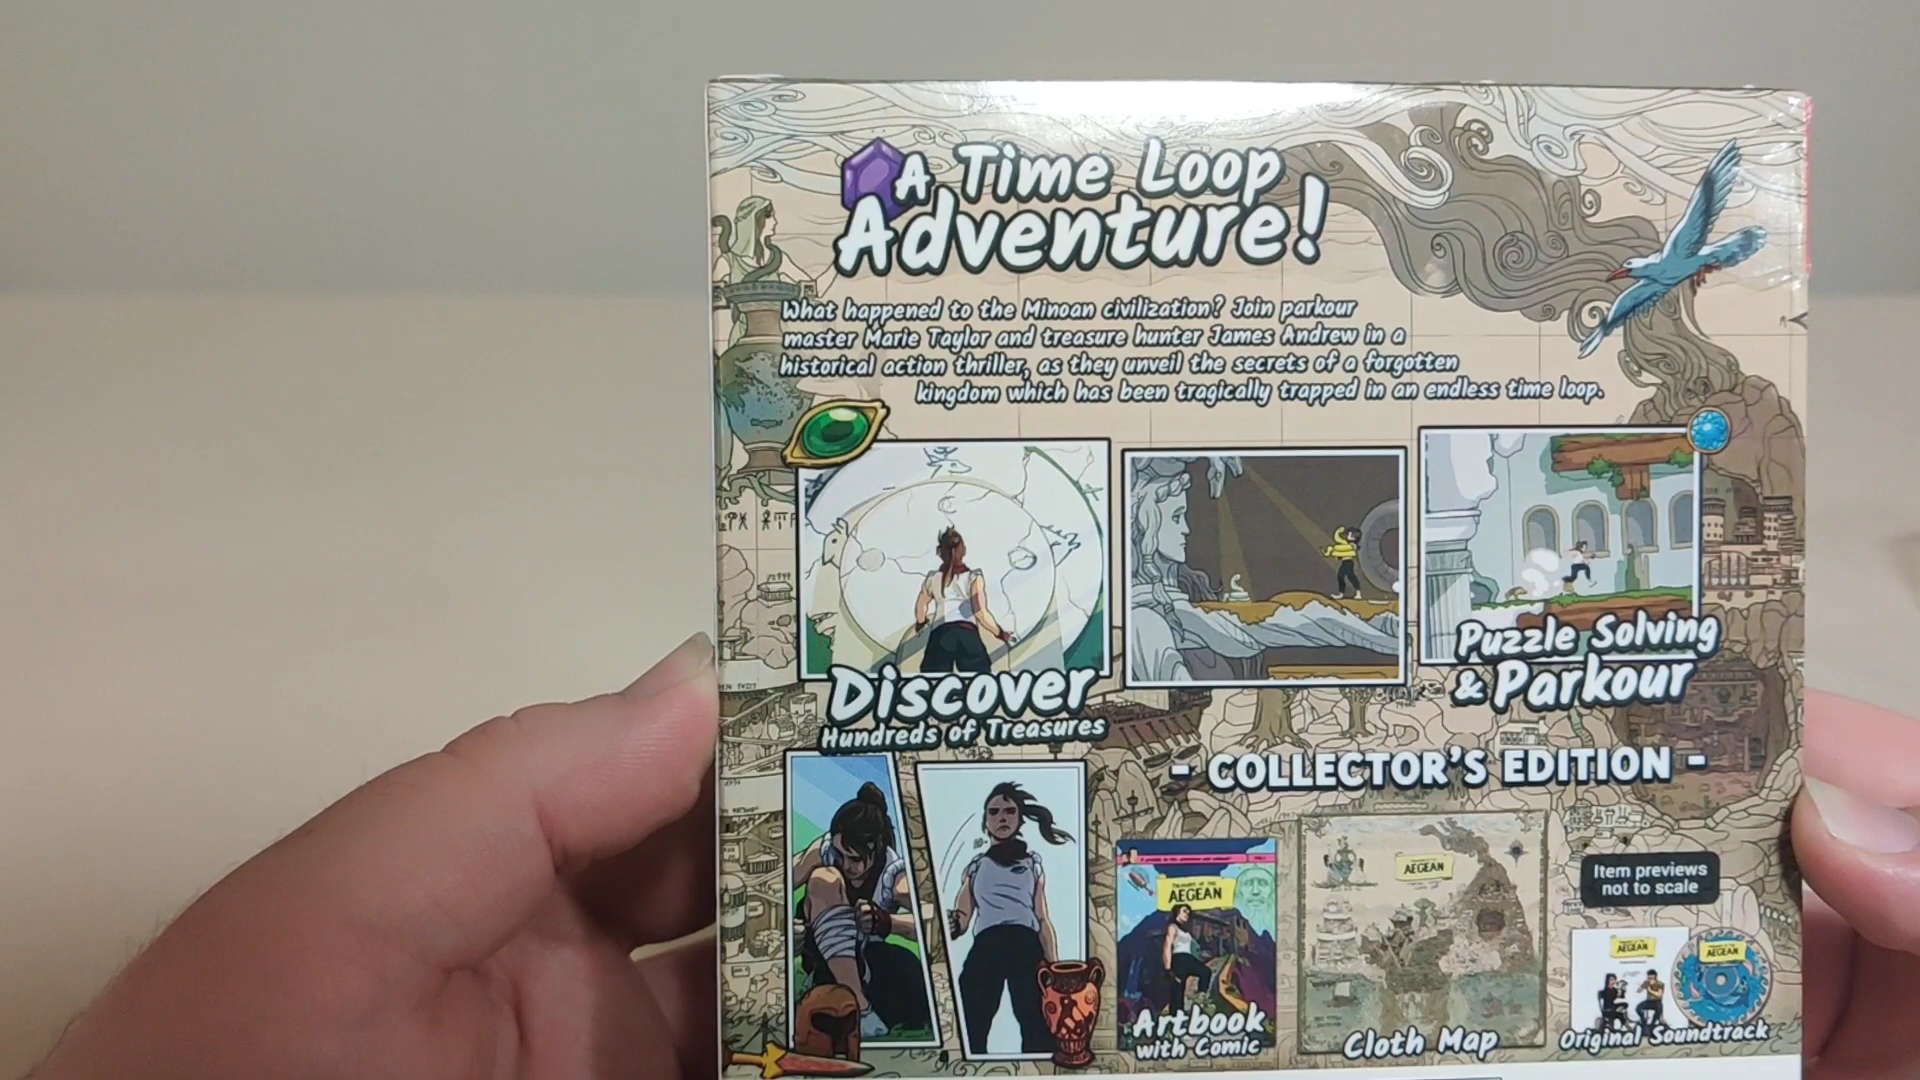 A Time Loop
Adventure!
What happened to the Minoan civilization? Join parkour
master Marie Taylor and treasure hunter James Andrew in a
historical action thriller, as they unveil the secrets of a forgotten
kingdom which has been tragically trapped in an endless time loop.
Discover
Hundreds of Treasures
Puzzle Solving
& Parkour
- COLLECTOR'S EDITION -
TREASURES OF THE
AEGEAN
Artbook
with Comic
AEGEAN
Cloth Map
Item previews
not to scale
AEGEAN
AEGEAN
Original Soundtrack